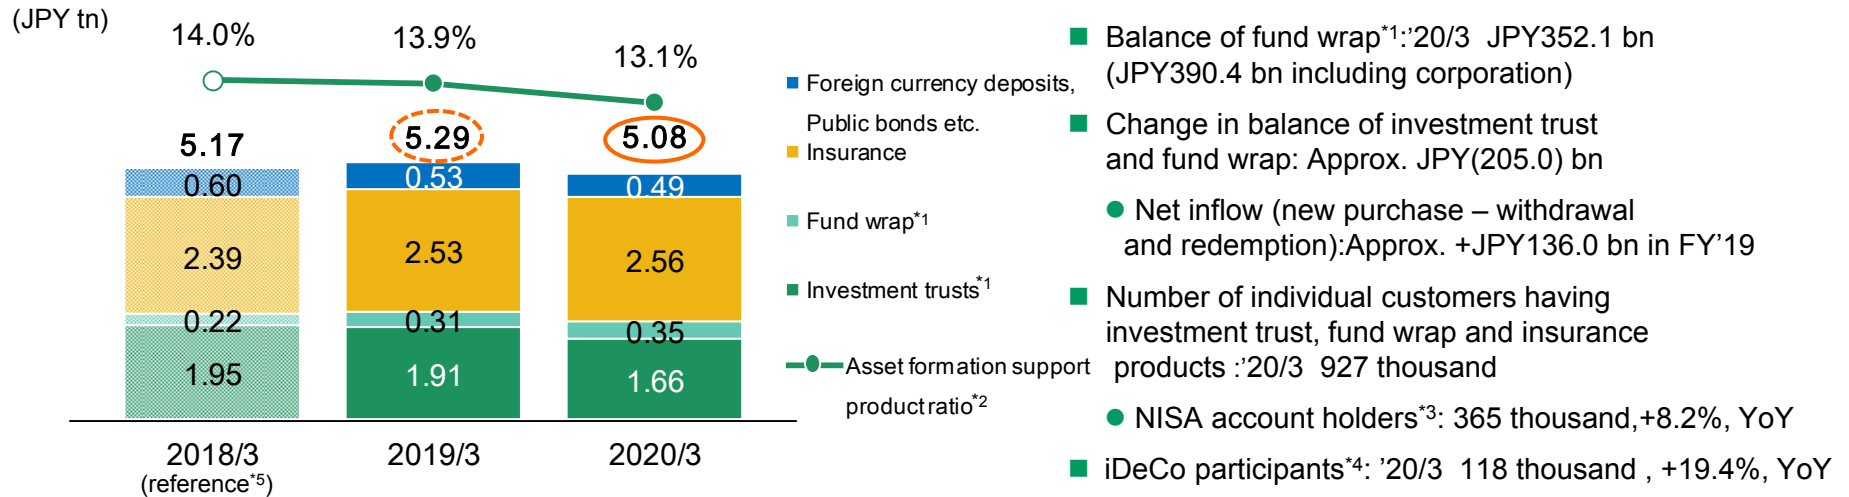 (JPY tn)
14.0%
13.9%
13.1%
5.17
5.29
5.08
0.60
0.53
0.49
2.39
2.53
2.56
0.22
0.31
0.35
1.95
1.91
1.66
2018/3
2019/3
2020/3
(reference*5)
Foreign currency deposits,
Public bonds etc.
Insurance
Fund wrap*1
Investment trusts*1
Asset formation support
product ratio*2
Balance of fund wrap*1:’20/3 JPY352.1 bn
(JPY390.4 bn including corporation)
Change in balance of investment trust
and fund wrap: Approx. JPY(205.0) bn
Net inflow (new purchase – withdrawal
and redemption):Approx. +JPY136.0 bn in FY’19
Number of individual customers having
investment trust, fund wrap and insurance
products :’20/3 927 thousand
NISA account holders*3: 365 thousand,+8.2%, YoY
iDeCo participants*4: ’20/3 118 thousand , +19.4%, YoY